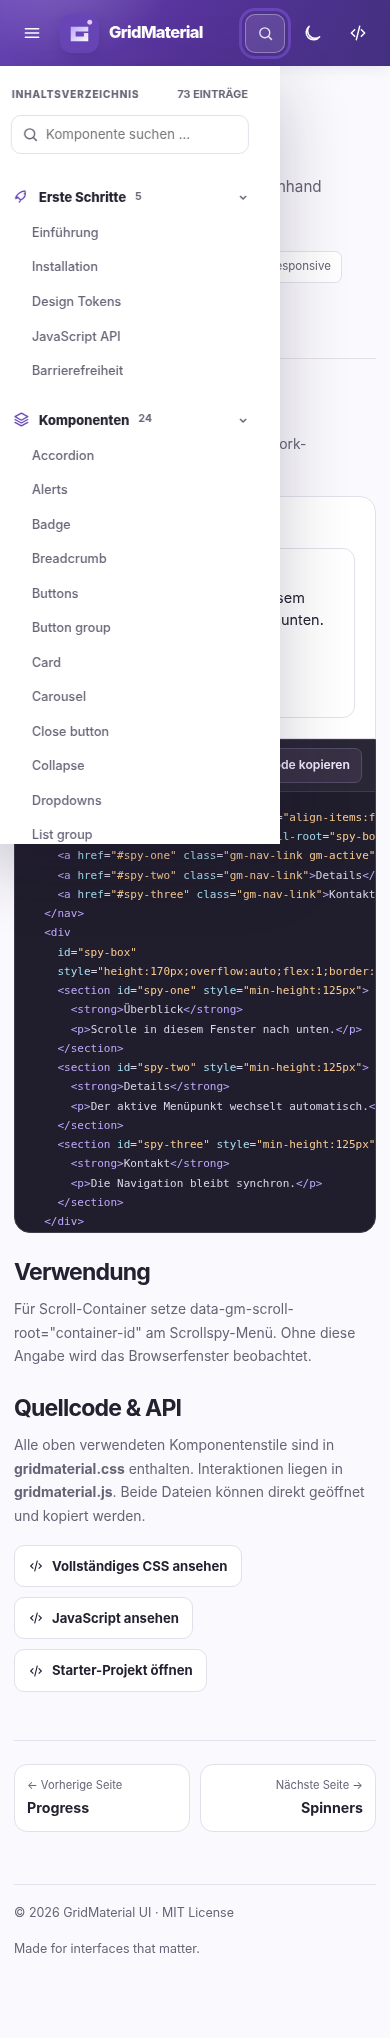 GridMaterial
INHALTSVERZEICHNIS 73 EINTRÄGE
Komponente suchen ...
Erste Schritte 5
Einführung
Installation
Design Tokens
JavaScript API
Barrierefreiheit
Komponenten 24
Accordion
Alerts
Badge
Breadcrumb
Buttons
Button group
Card
Carousel
Close button
Collapse
Dropdowns
List group
unten.
kopieren
="align-items:f
<a href="#spy-one" class="gm-nav-link gm-active"
<a href="#spy-two" class="gm-nav-link">Details</
<a href="#spy-three" class="gm-nav-link">Kontakt
</nav>
<div
id="spy-box"
style="height:170px;overflow:auto;flex:1;border:
<section id="spy-one" style="min-height:125px">
<strong>Überblick</strong>
<p>Scrolle in diesem Fenster nach unten.</p>
</section>
<section id="spy-two" style="min-height:125px">
<strong>Details</strong>
<p>Der aktive Menüpunkt wechselt automatisch.<
</section>
<section id="spy-three" style="min-height:125px"
<strong>Kontakt</strong>
<p>Die Navigation bleibt synchron.</p>
</section>
</div>
Verwendung
Für Scroll-Container setze data-gm-scroll-
root="container-id" am Scrollspy-Menü. Ohne diese
Angabe wird das Browserfenster beobachtet.
Quellcode & API
Alle oben verwendeten Komponentenstile sind in
gridmaterial.css enthalten. Interaktionen liegen in
gridmaterial.js. Beide Dateien können direkt geöffnet
und kopiert werden.
Vollständiges CSS ansehen
JavaScript ansehen
Starter-Projekt öffnen
← Vorherige Seite
Progress
Nächste Seite →
Spinners
© 2026 GridMaterial UI · MIT License
Made for interfaces that matter.